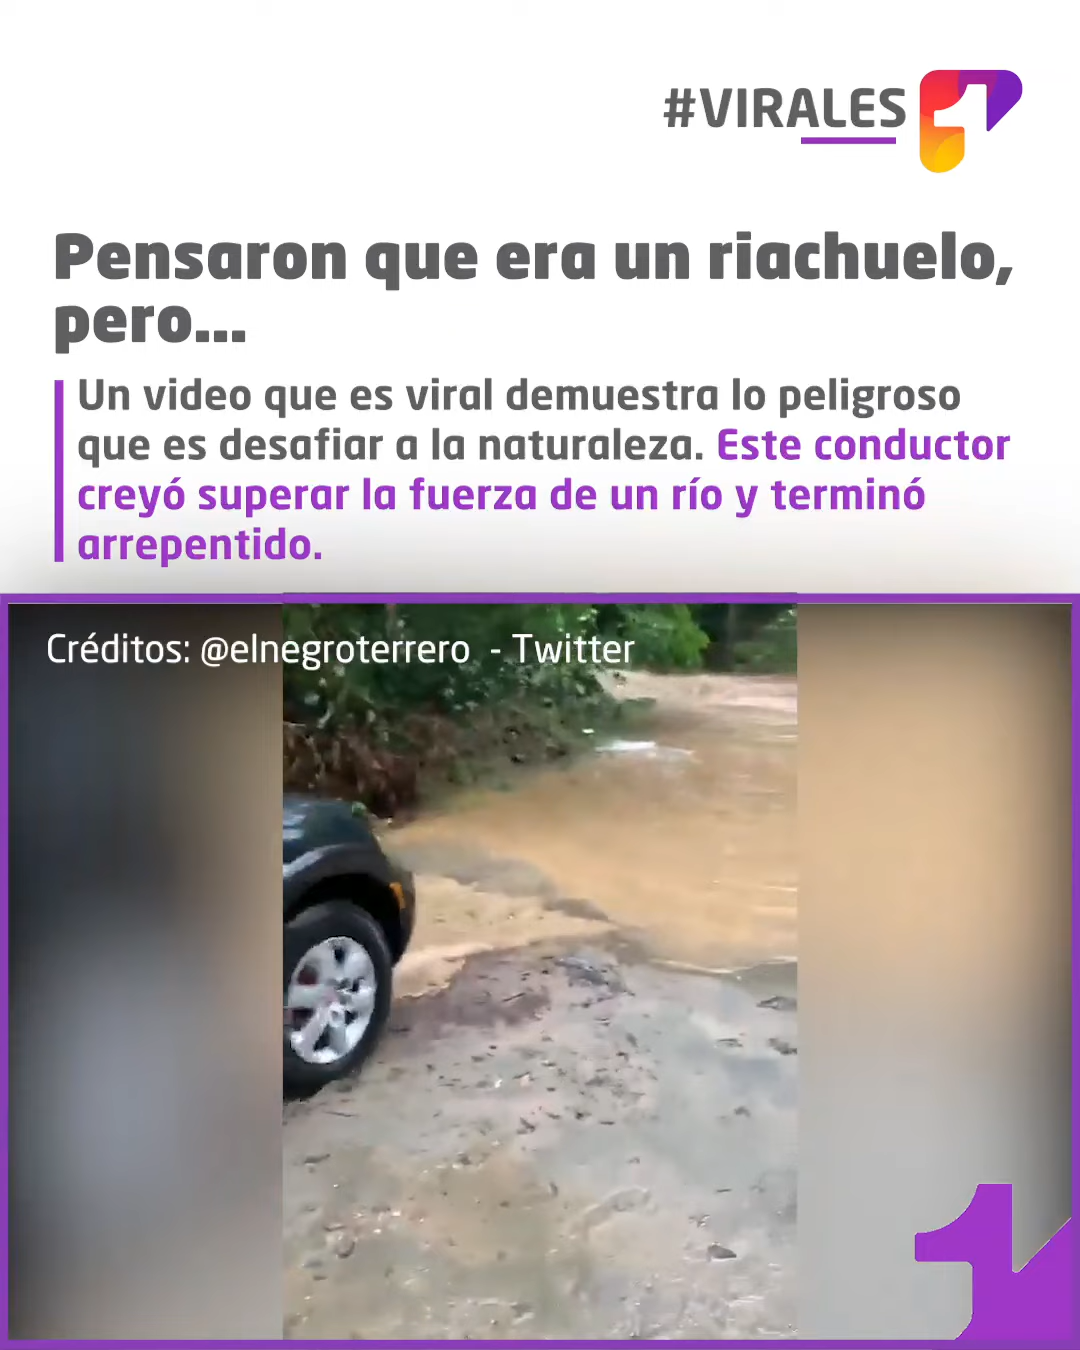 #VIRALES
Pensaron que era un riachuelo,
pero...
Un video que es viral demuestra lo peligroso
que es desafiar a la naturaleza. Este conductor
creyó superar la fuerza de un río y terminó
arrepentido.
Créditos: @elnegroterrero - Twitter